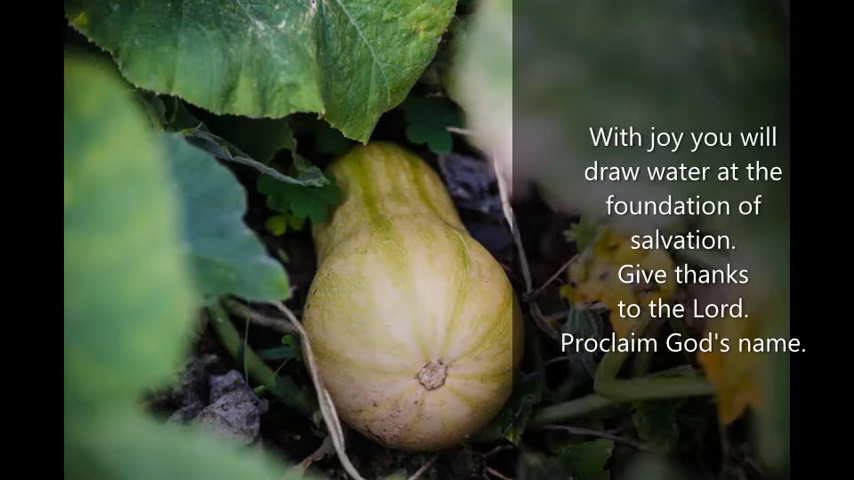 With joy you will
draw water at the
foundation of
salvation.
Give thanks
to the Lord.
Proclaim God's name.